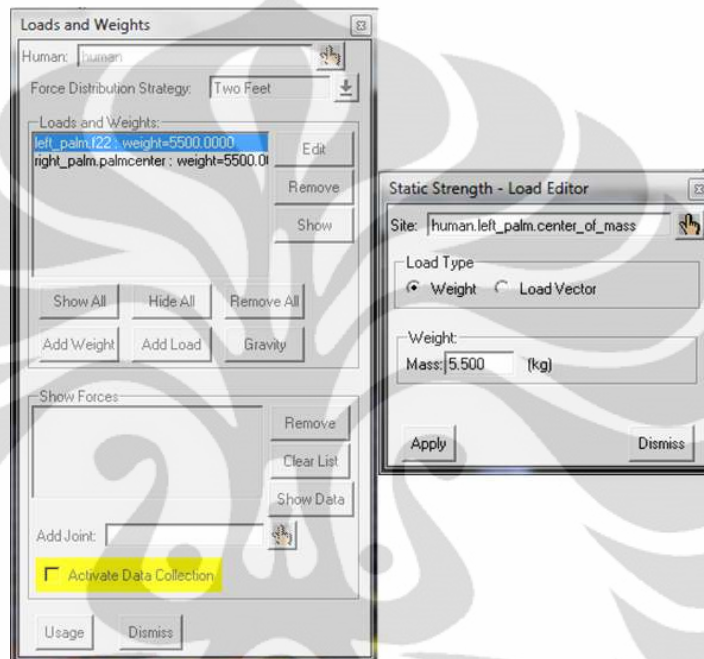 Loads and Weights
Human: human
Force Distribution Strategy: Two Feet
Loads and Weights:
left_palm.f22 : weight=5500.0000
right_palm.palmcenter : weight=5500.0
Edit
Remove
Show
Show All Hide All Remove All
Add Weight Add Load Gravity
Show Forces
Remove
Clear List
Show Data
Add Joint:
Activate Data Collection
Usage Dismiss
Static Strength - Load Editor
Site: human.left_palm.center_of_mass
Load Type
Weight Load Vector
Weight:
Mass: 5.500 (kg)
Apply Dismiss